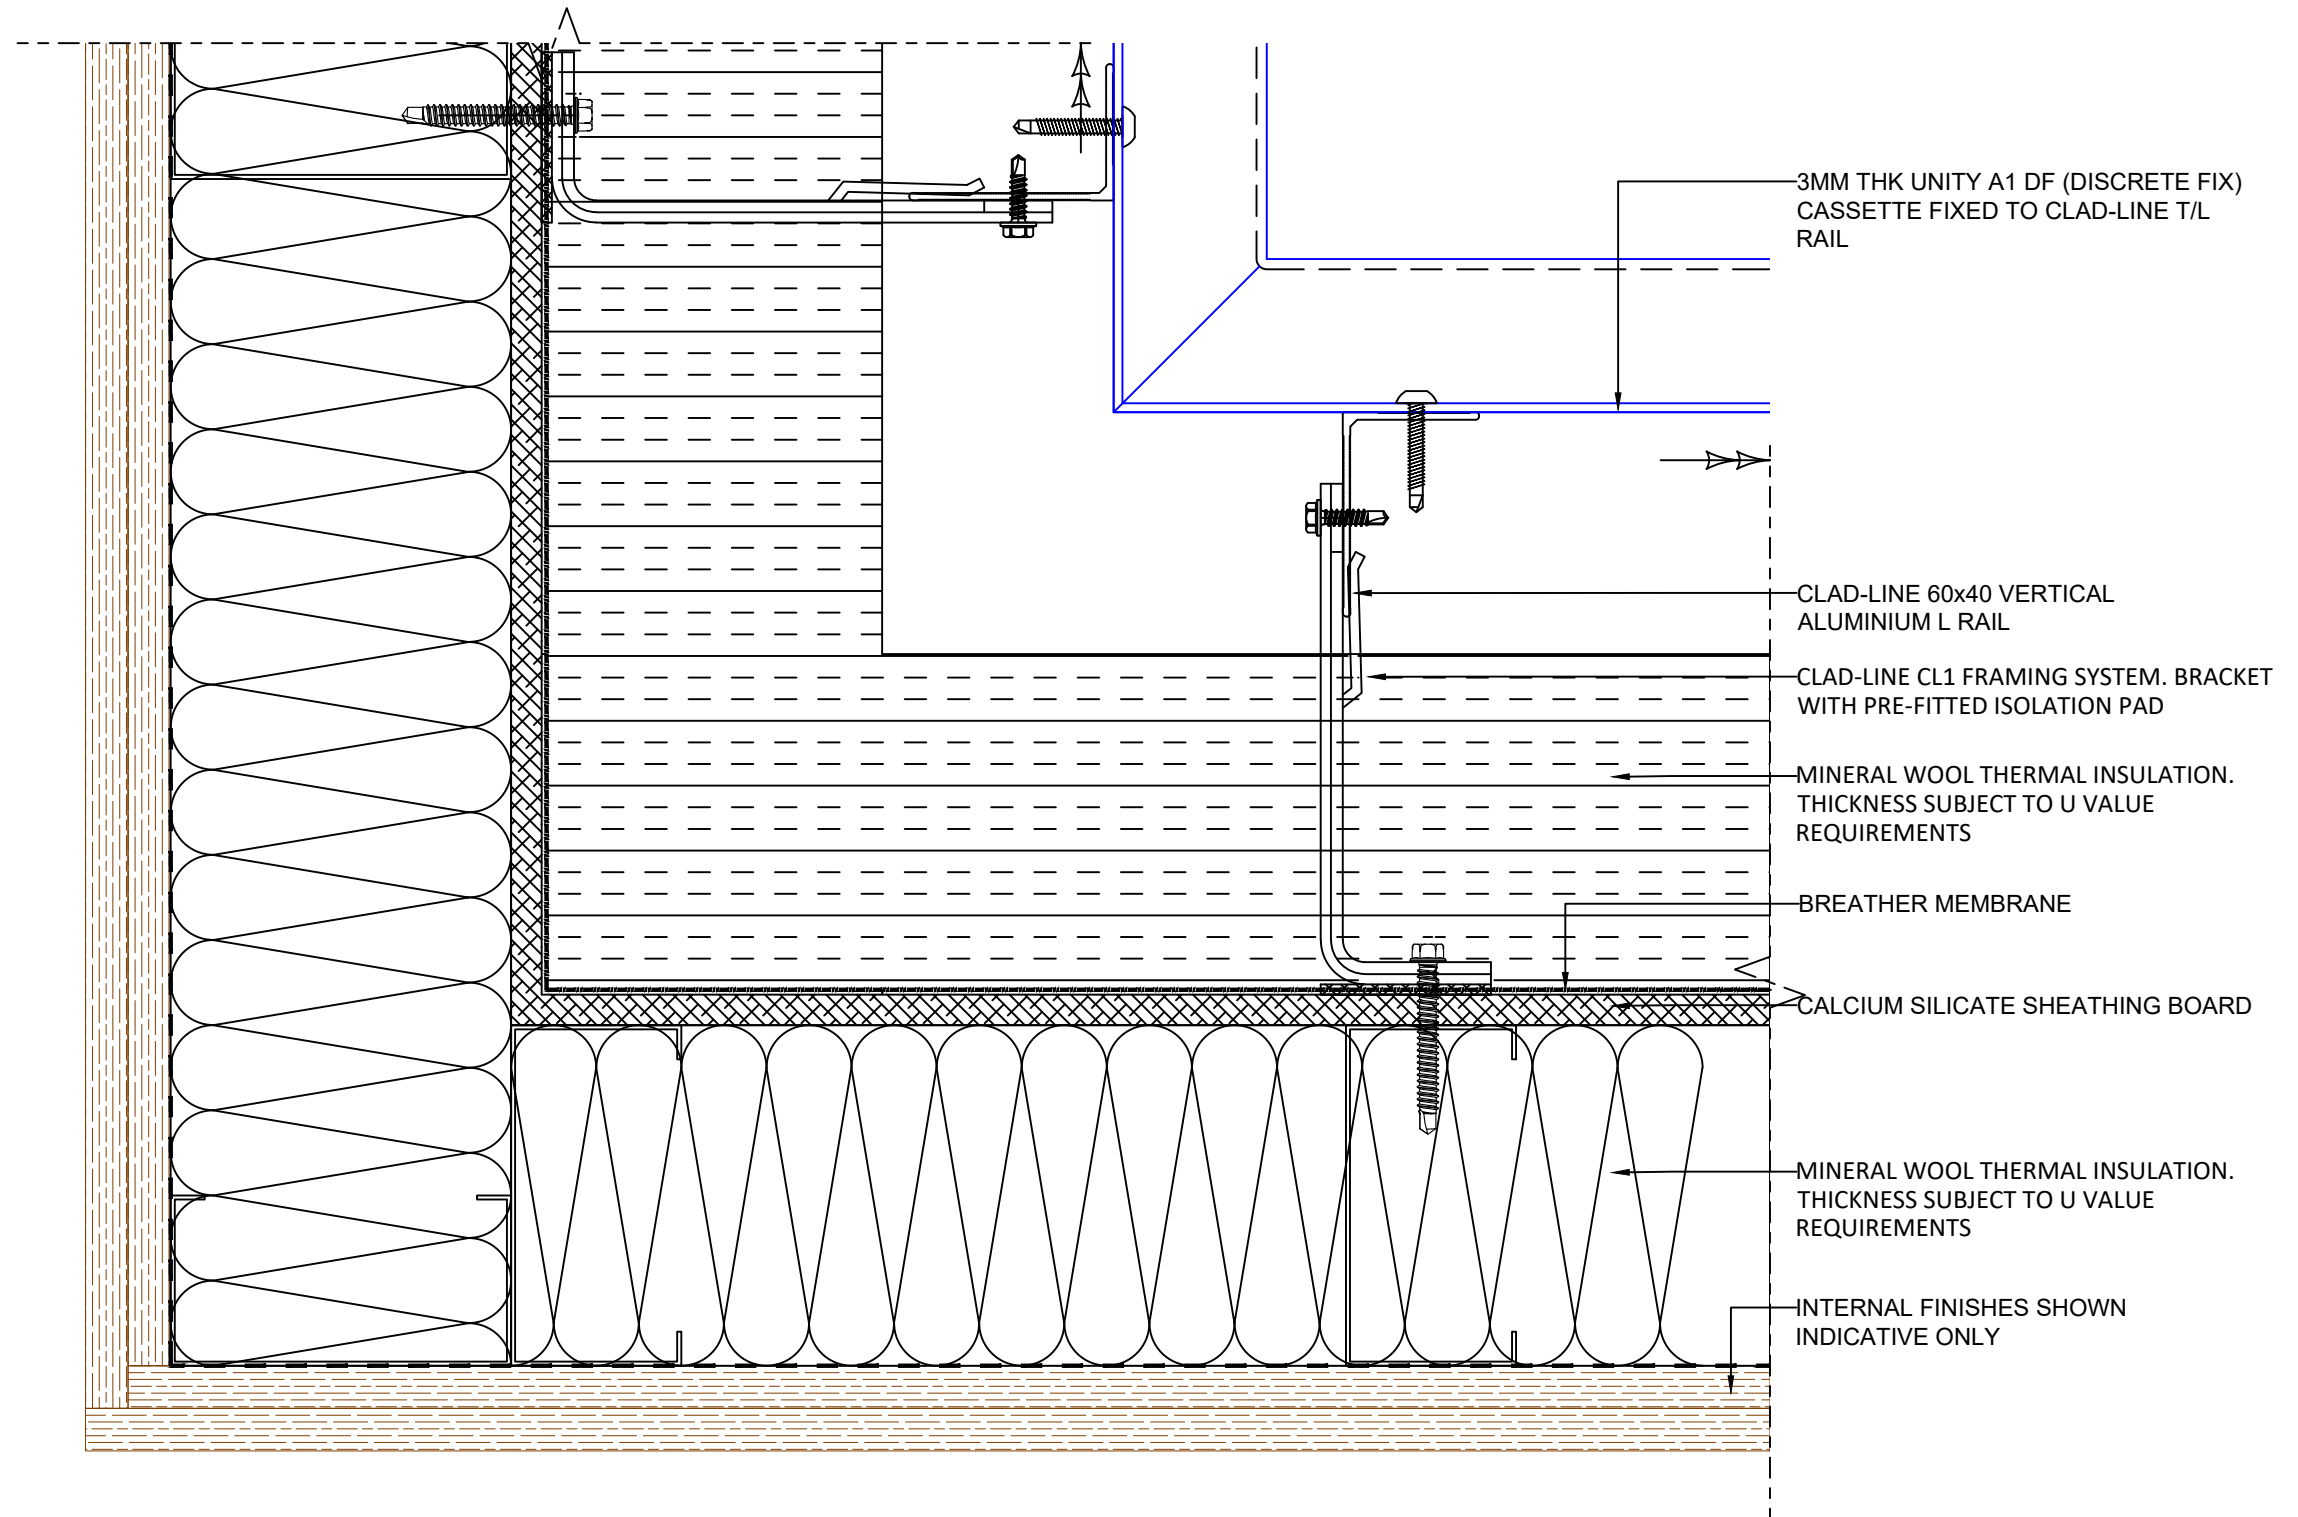 3MM THK UNITY A1 DF (DISCRETE FIX)
CASSETTE FIXED TO CLAD-LINE T/L
RAIL
CLAD-LINE 60x40 VERTICAL
ALUMINIUM L RAIL
CLAD-LINE CL1 FRAMING SYSTEM. BRACKET
WITH PRE-FITTED ISOLATION PAD
MINERAL WOOL THERMAL INSULATION.
THICKNESS SUBJECT TO U VALUE
REQUIREMENTS
BREATHER MEMBRANE
CALCIUM SILICATE SHEATHING BOARD
MINERAL WOOL THERMAL INSULATION.
THICKNESS SUBJECT TO U VALUE
REQUIREMENTS
INTERNAL FINISHES SHOWN
INDICATIVE ONLY